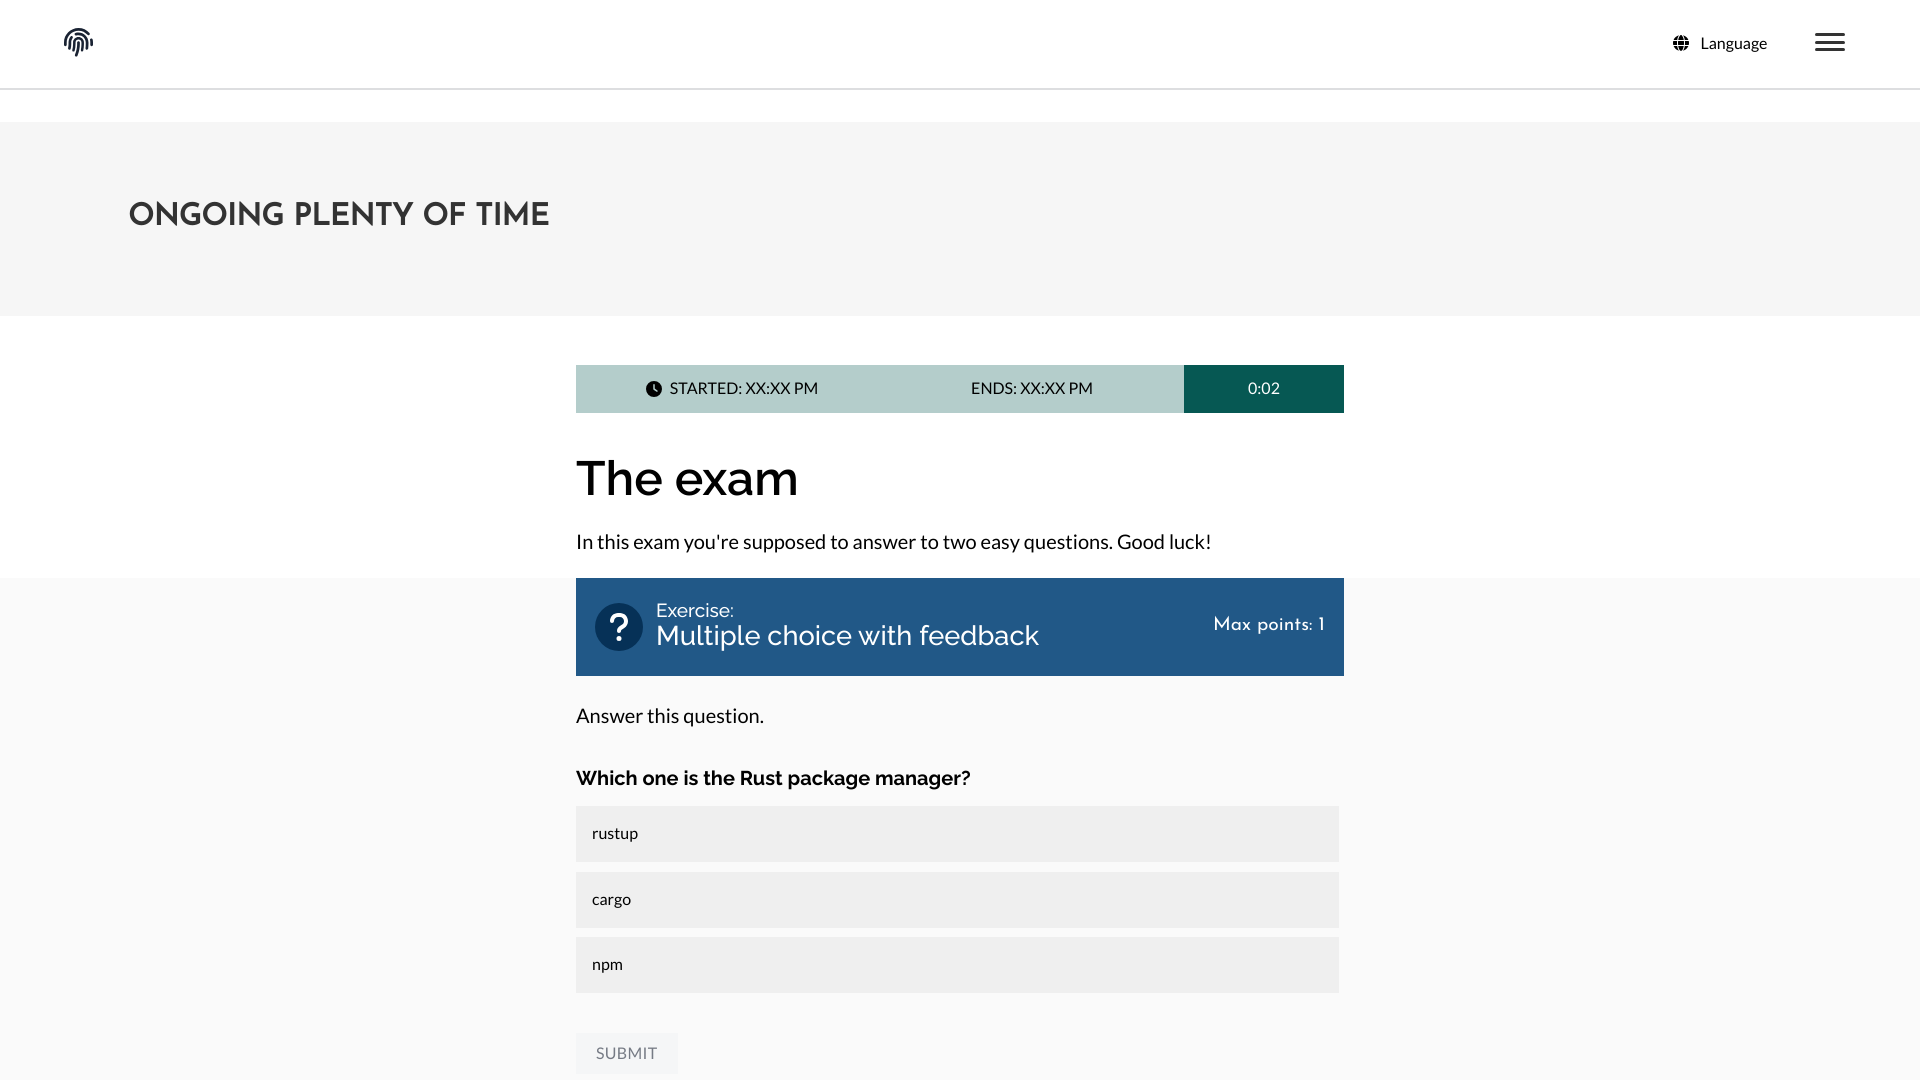 Language
ONGOING PLENTY OF TIME
STARTED: XX:XX PM ENDS: XX:XX PM 0:02
The exam
In this exam you're supposed to answer to two easy questions. Good luck!
?
Exercise:
Multiple choice with feedback
Max points: 1
Answer this question.
Which one is the Rust package manager?
rustup
cargo
npm
SUBMIT